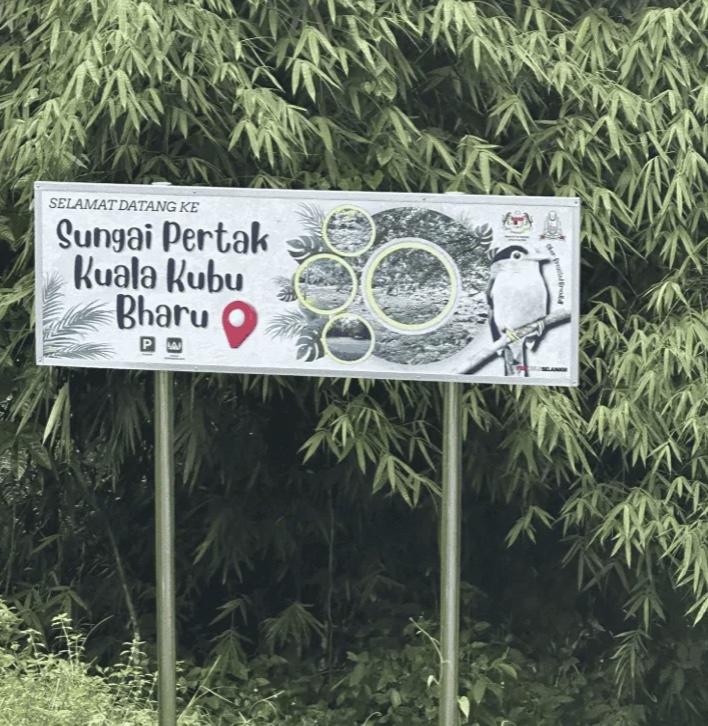 SELAMAT DATANG KE
Sungai Pertak
Kuala Kubu
Bharu
P